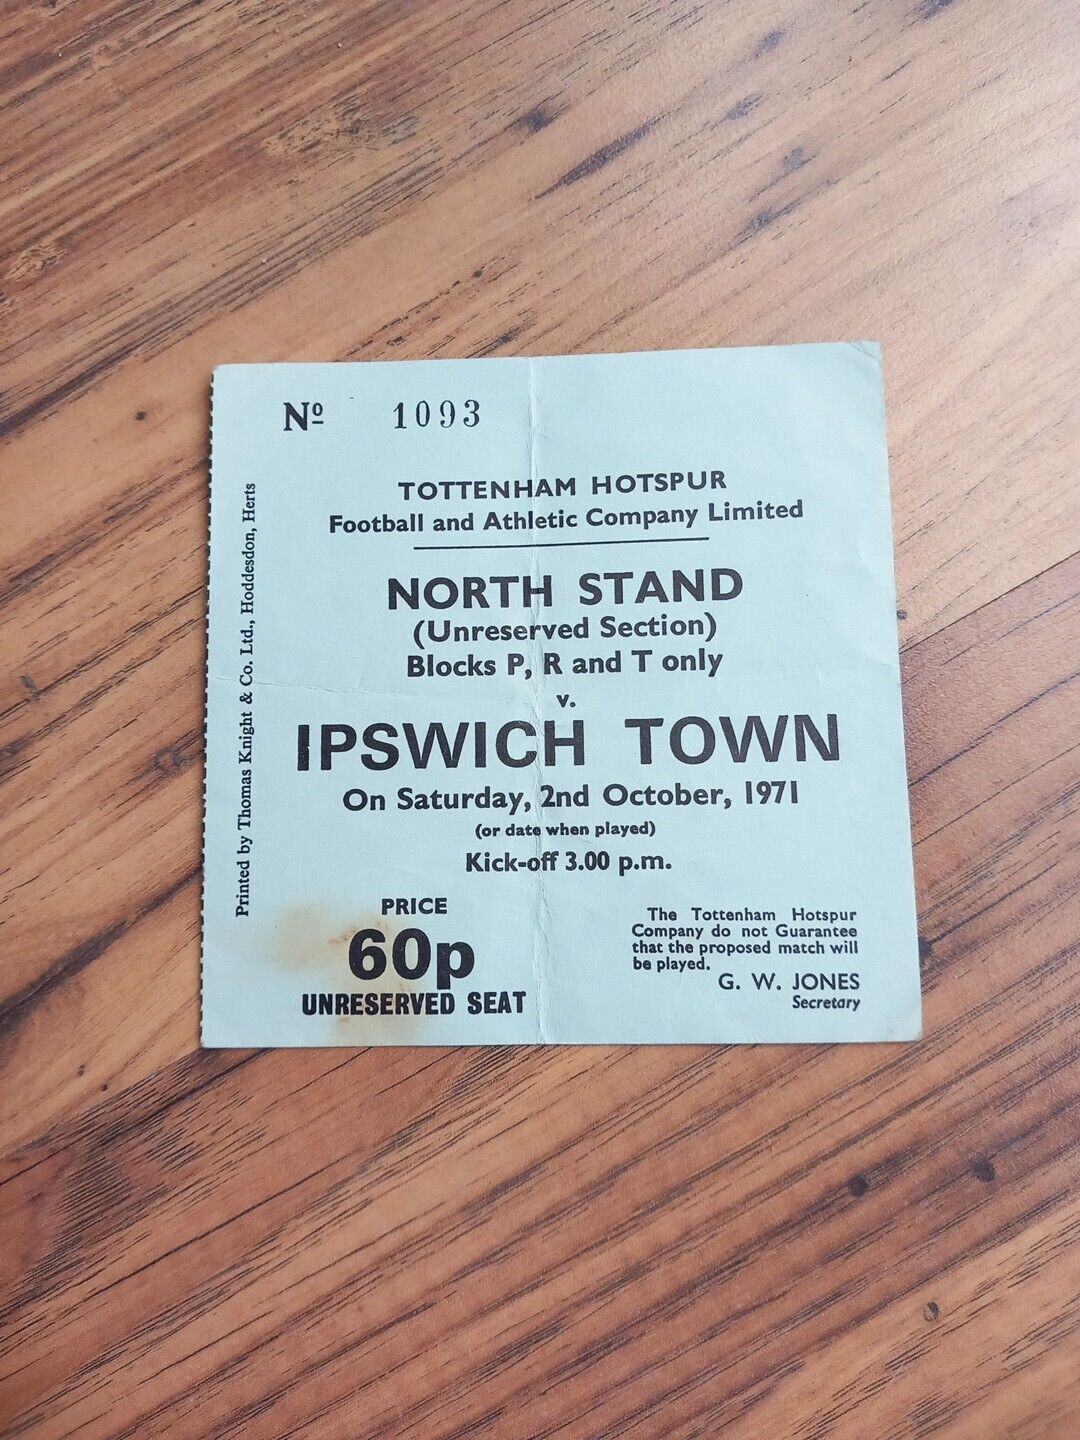 Nº 1093
TOTTENHAM HOTSPUR
Football and Athletic Company Limited
NORTH STAND
(Unreserved Section)
Blocks P, R and T only
v.
IPSWICH TOWN
On Saturday, 2nd October, 1971
(or date when played)
Kick-off 3.00 p.m.
PRICE
60p
UNRESERVED SEAT
The Tottenham Hotspur
Company do not Guarantee
that the proposed match will
be played.
G. W. JONES
Secretary
Printed by Thomas Knight & Co. Ltd., Hoddesdon, Herts